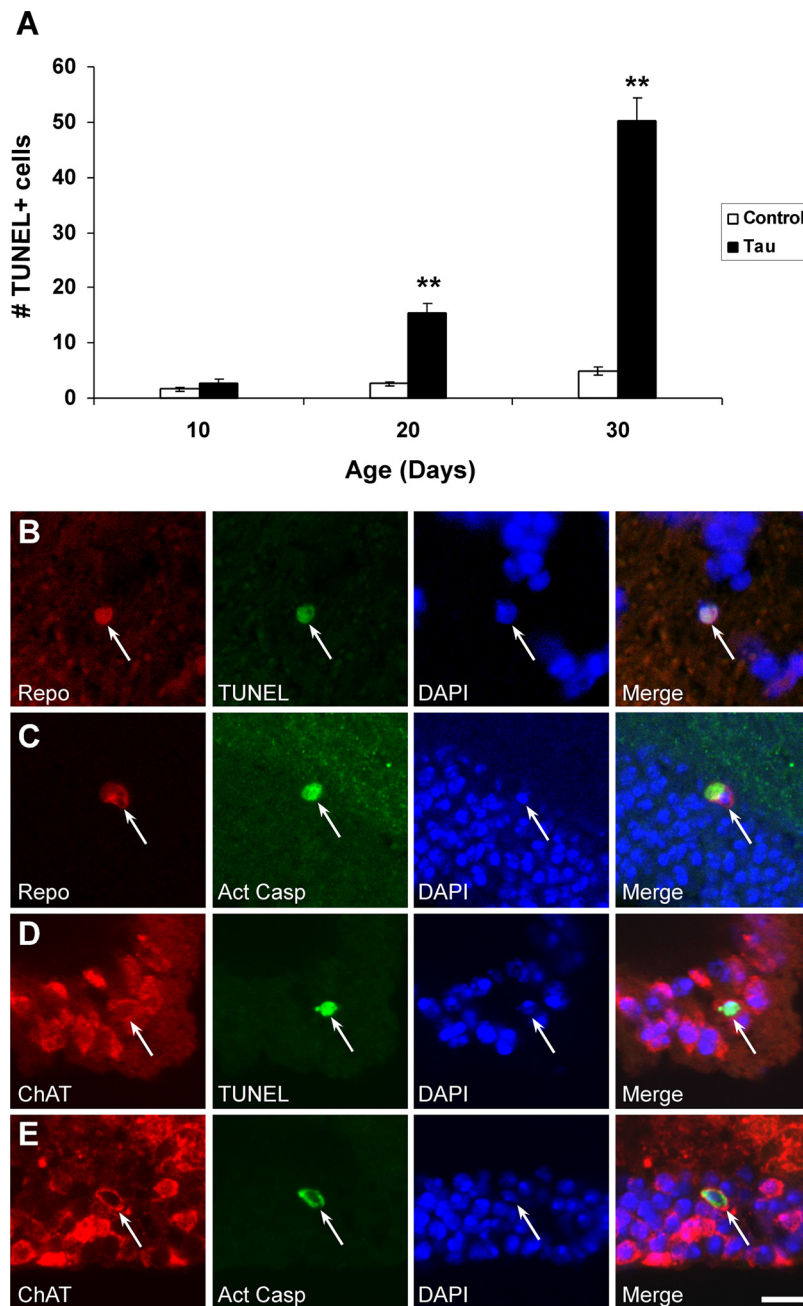 A
60
50
40
30
20
10
0
# TUNEL+ cells
**
**
Control
Tau
10 20 30
Age (Days)
B
Repo TUNEL DAPI Merge
C
Repo Act Casp DAPI Merge
D
ChAT TUNEL DAPI Merge
E
ChAT Act Casp DAPI Merge